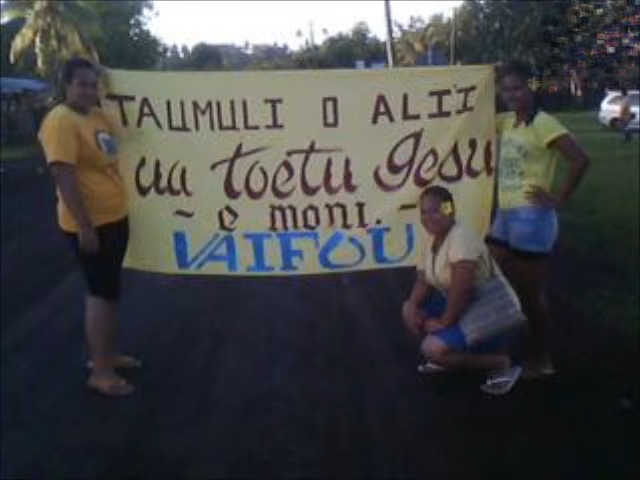 TAUMULI O ALII
ua toetu Iesu
~ e moni. -
VAIFOU